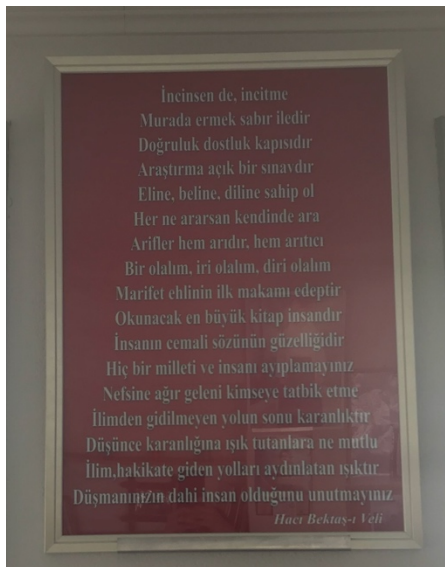 İncinsen de, incitme
Murada ermek sabır iledir
Doğruluk dostluk kapısıdır
Araştırma açık bir sınavdır
Eline, beline, diline sahip ol
Her ne ararsan kendinde ara
Arifler hem arıdır, hem arıtıcı
Bir olalım, iri olalım, diri olalım
Marifet ehlinin ilk makamı edeptir
Okunacak en büyük kitap insandır
İnsanın cemali sözünün güzelliğidir
Hiç bir milleti ve insanı ayıplamayınız
Nefsine ağır geleni kimseye tatbik etme
İlimden gidilmeyen yolun sonu karanlıktır
Düşünce karanlığına ışık tutanlara ne mutlu
İlim,hakikate giden yolları aydınlatan ışıktır
Düşmanınızın dahi insan olduğunu unutmayınız
Hacı Bektaş-ı Veli